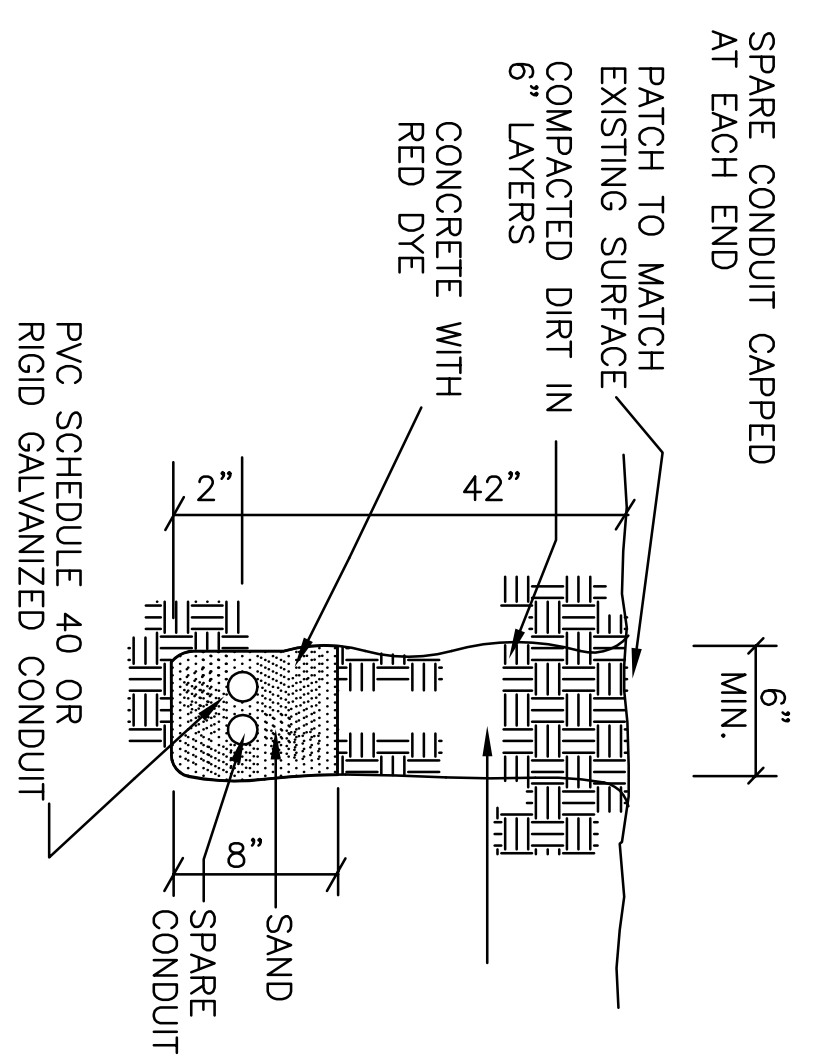 SPARE CONDUIT CAPPED
AT EACH END
PATCH TO MATCH
EXISTING SURFACE
COMPACTED DIRT IN
6" LAYERS
CONCRETE WITH
RED DYE
PVC SCHEDULE 40 OR
RIGID GALVANIZED CONDUIT
42"
2"
6"
MIN.
8"
SAND
SPARE
CONDUIT